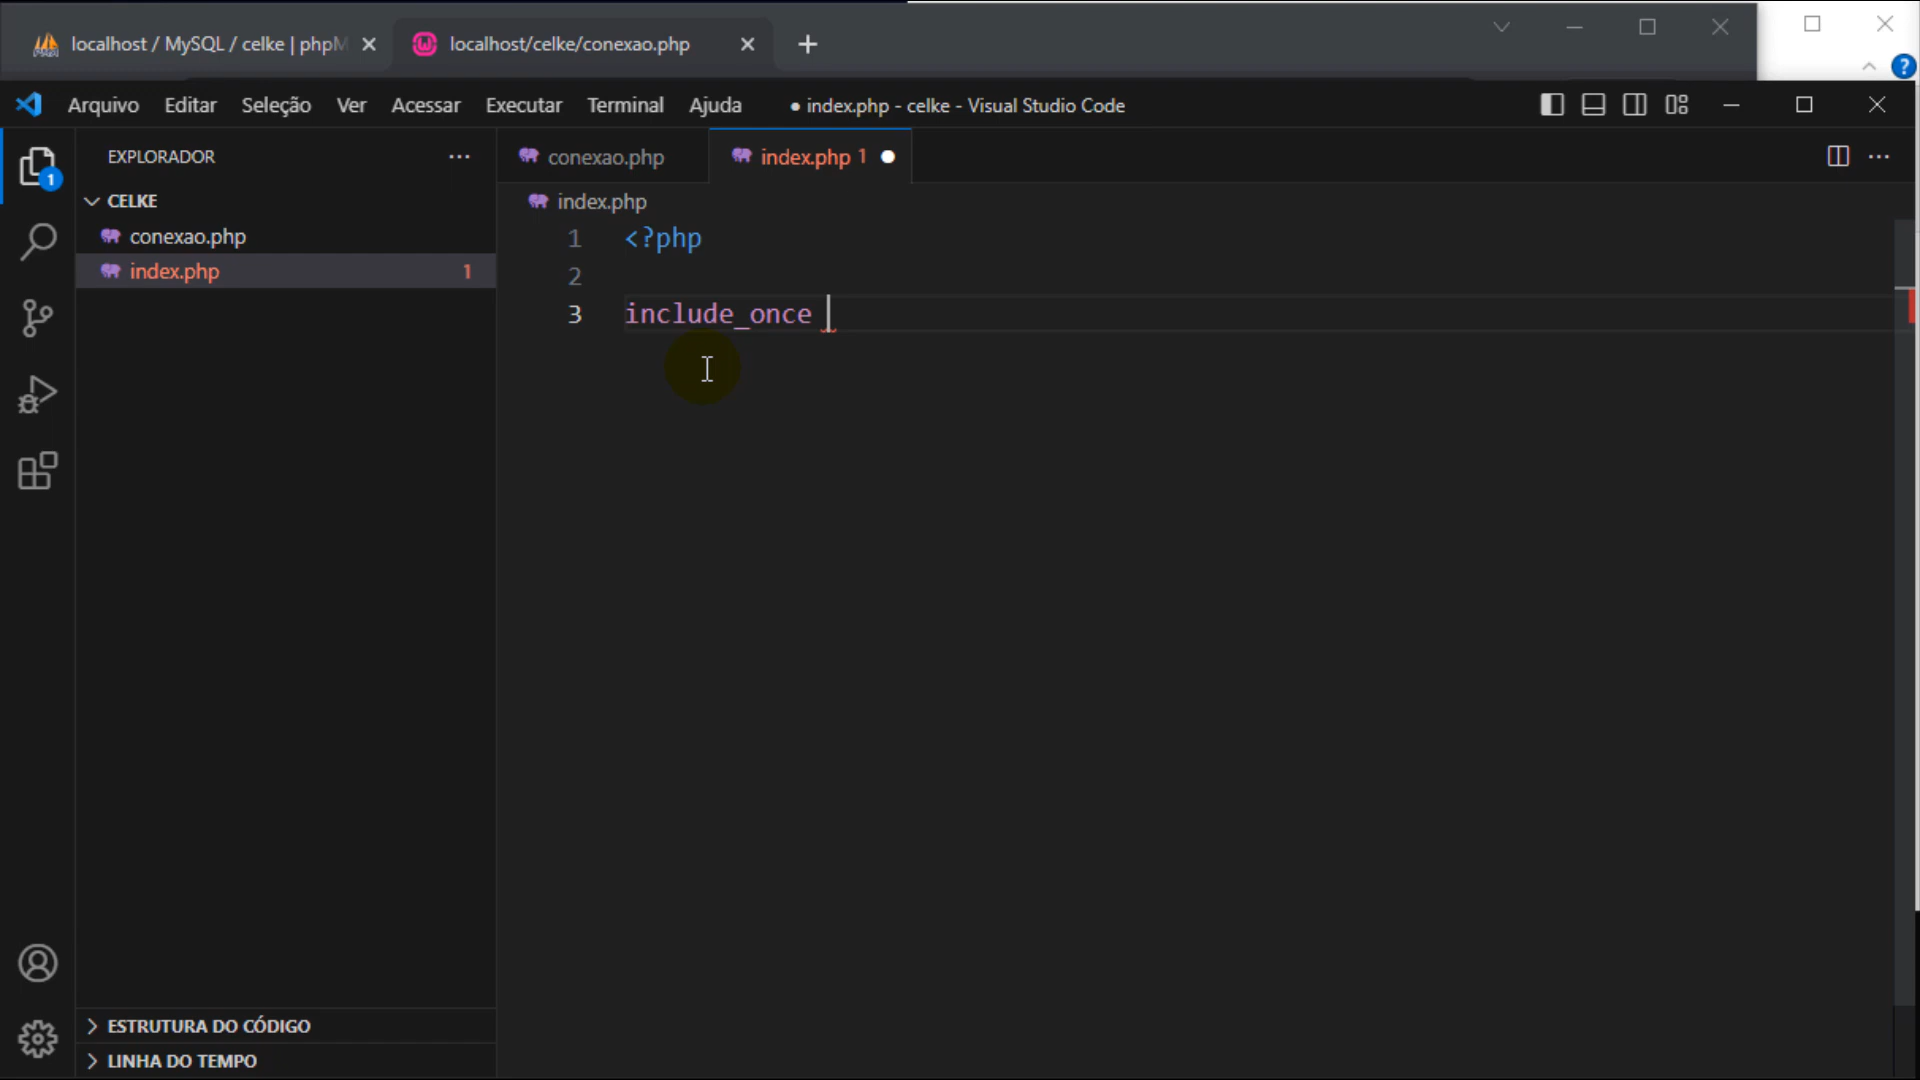 localhost / MySQL / celke | phpM
localhost/celke/conexao.php
Arquivo Editar Seleção Ver Acessar Executar Terminal Ajuda
● index.php - celke - Visual Studio Code
EXPLORADOR
1
CELKE
conexao.php
index.php 1
conexao.php
index.php 1
index.php
1 <?php
2
3 include_once
ESTRUTURA DO CÓDIGO
LINHA DO TEMPO